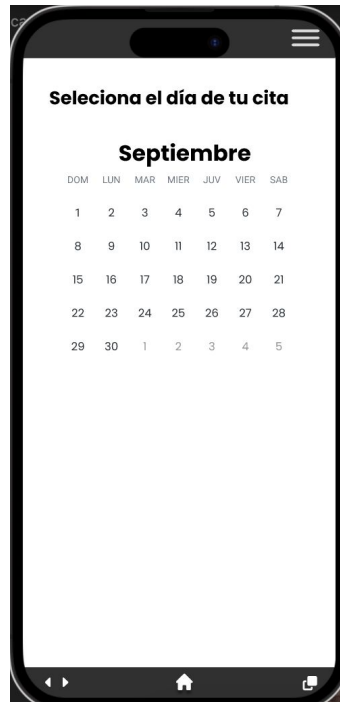 ca
Seleciona el día de tu cita
Septiembre
DOM LUN MAR MIER JUV VIER SAB
1 2 3 4 5 6 7
8 9 10 11 12 13 14
15 16 17 18 19 20 21
22 23 24 25 26 27 28
29 30 1 2 3 4 5